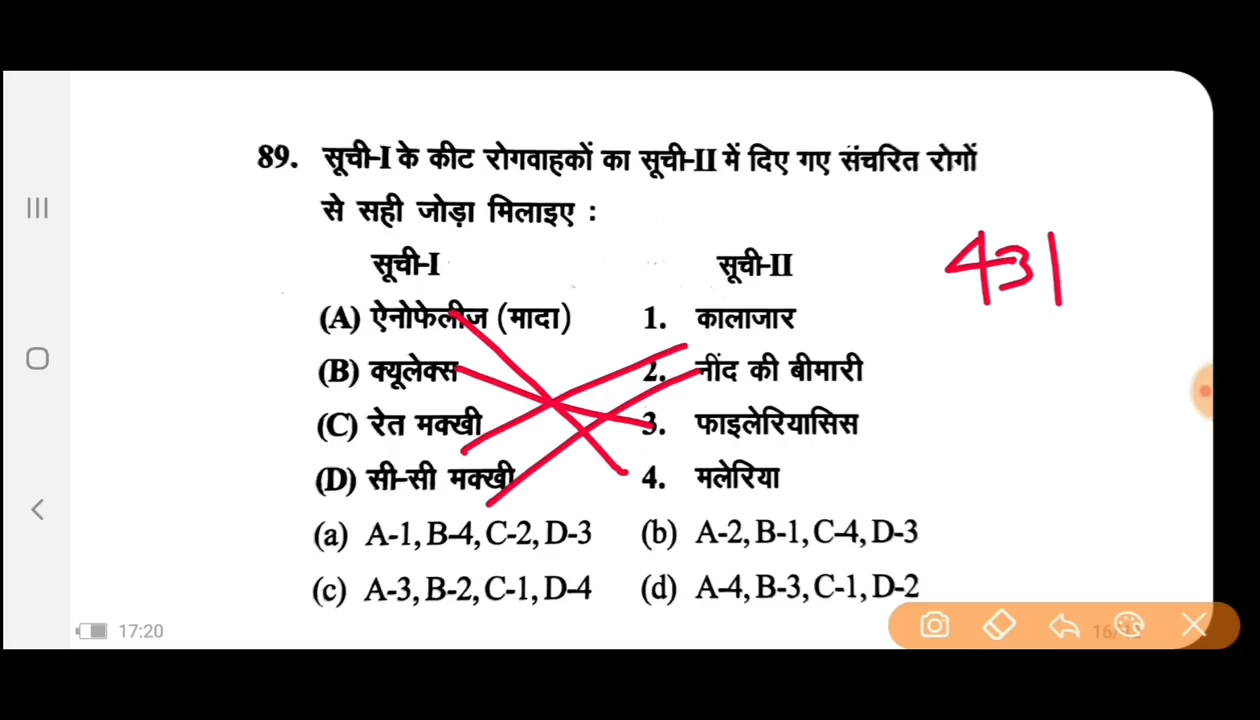 89. सूची-I के कीट रोगवाहकों का सूची-II में दिए गए संचरित रोगों
से सही जोड़ा मिलाइए :
सूची-I सूची-II
431
(A) ऐनोफेलीज (मादा) 1. कालाजार
(B) क्यूलेक्स 2. नींद की बीमारी
(C) रेत मक्खी 3. फाइलेरियासिस
(D) सी-सी मक्खी 4. मलेरिया
(a) A-1, B-4, C-2, D-3 (b) A-2, B-1, C-4, D-3
(c) A-3, B-2, C-1, D-4 (d) A-4, B-3, C-1, D-2
17:20